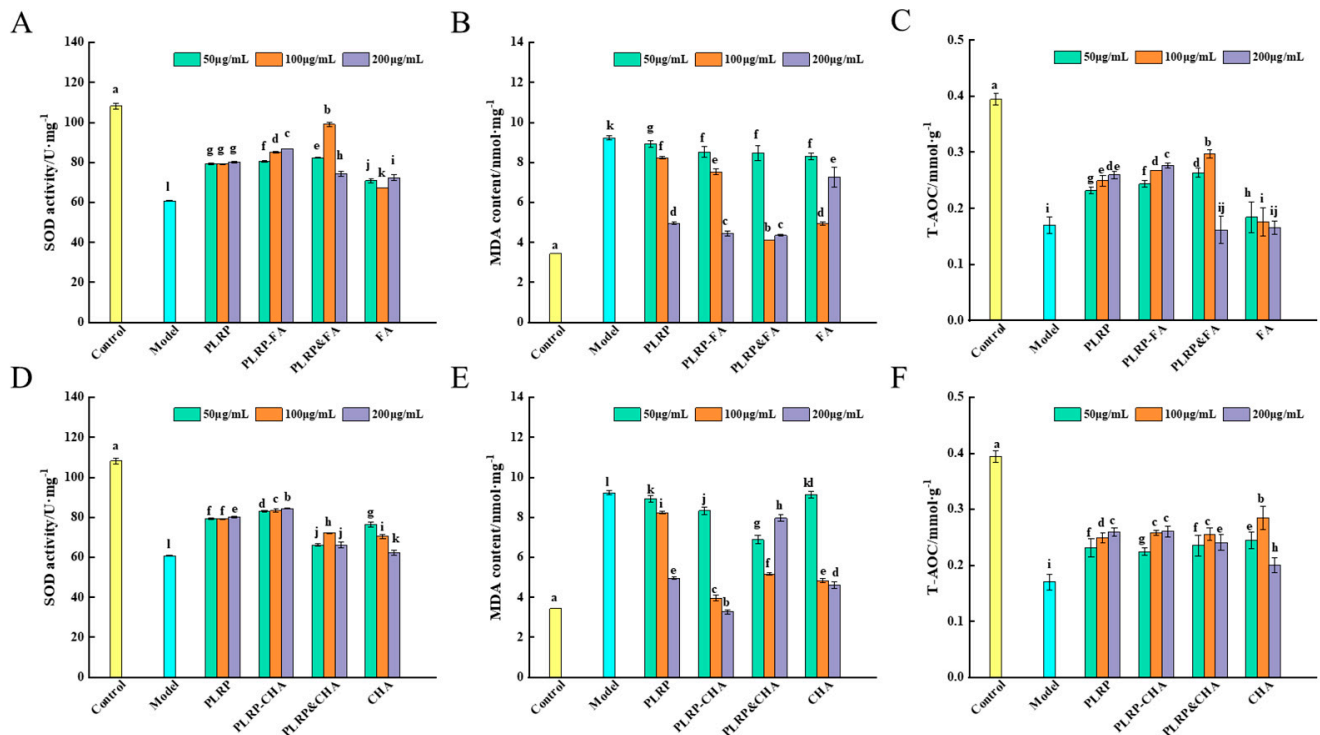 A
SOD activity/U·mg-1
140
120
100
80
60
40
20
0
50μg/mL 100μg/mL 200μg/mL
a
l
g g g
f d c
e b h
j k i
Control Model PLRP PLRP-FA PLRP&FA FA
B
MDA content/nmol·mg-1
14
12
10
8
6
4
2
0
50μg/mL 100μg/mL 200μg/mL
a
k
g f d
f e c
f b c
f d e
Control Model PLRP PLRP-FA PLRP&FA FA
C
T-AOC/mmol·g-1
0.5
0.4
0.3
0.2
0.1
0.0
50μg/mL 100μg/mL 200μg/mL
a
i
g e de
f d c
d b ij
h i ij
Control Model PLRP PLRP-FA PLRP&FA FA
D
SOD activity/U·mg-1
140
120
100
80
60
40
20
0
50μg/mL 100μg/mL 200μg/mL
a
l
f f e
d c b
j h j
g i k
Control Model PLRP PLRP-CHA PLRP&CHA CHA
E
MDA content/nmol·mg-1
14
12
10
8
6
4
2
0
50μg/mL 100μg/mL 200μg/mL
a
l
k i e
j c b
g f h
kl e d
Control Model PLRP PLRP-CHA PLRP&CHA CHA
F
T-AOC/mmol·g-1
0.5
0.4
0.3
0.2
0.1
0.0
50μg/mL 100μg/mL 200μg/mL
a
i
f d c
g c c
f c e
e b h
Control Model PLRP PLRP-CHA PLRP&CHA CHA